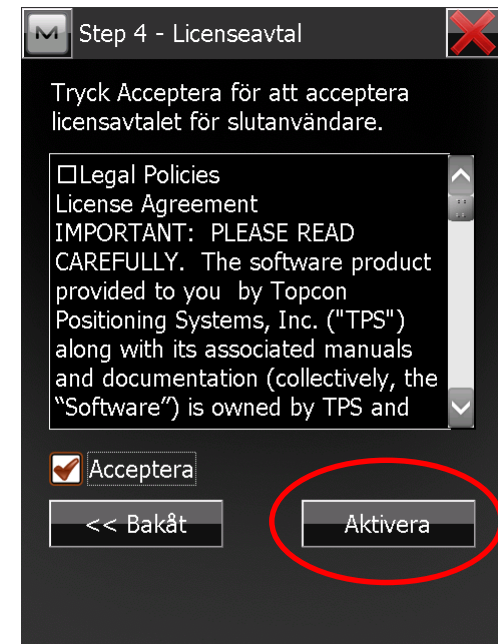 Step 4 - Licenseavtal
Tryck Acceptera för att acceptera
licensavtalet för slutanvändare.
☐Legal Policies
License Agreement
IMPORTANT: PLEASE READ
CAREFULLY. The software product
provided to you by Topcon
Positioning Systems, Inc. ("TPS")
along with its associated manuals
and documentation (collectively, the
“Software”) is owned by TPS and
Acceptera
<< Bakåt
Aktivera